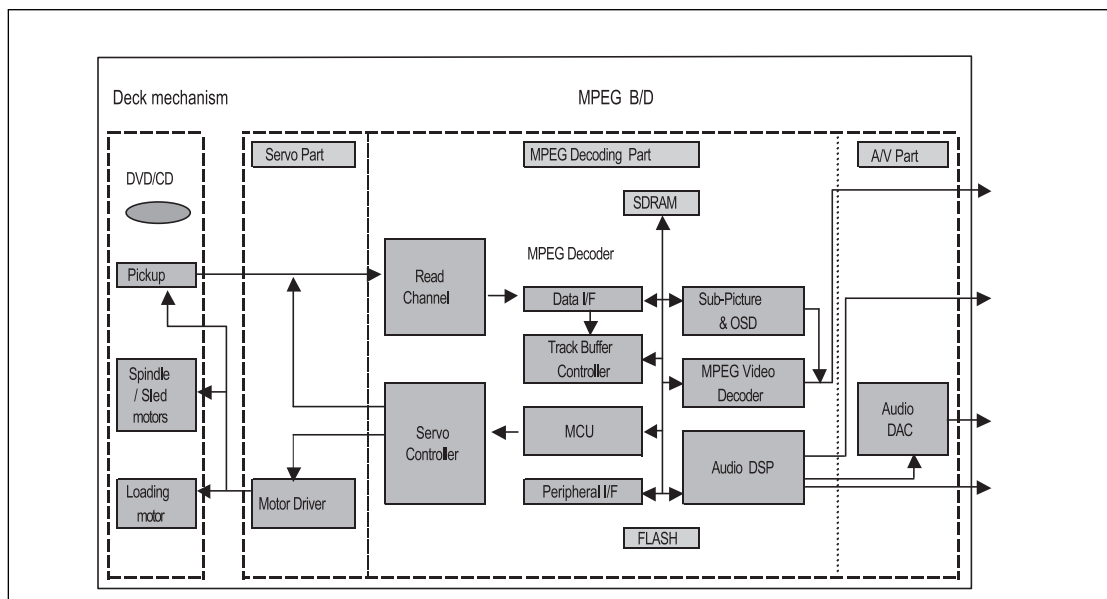 Deck mechanism
MPEG B/D
Servo Part
MPEG Decoding Part
A/V Part
DVD/CD
SDRAM
MPEG Decoder
Pickup
Read
Channel
Data I/F
Sub-Picture
& OSD
Track Buffer
Controller
Spindle
/ Sled
motors
MPEG Video
Decoder
Servo
Controller
MCU
Audio
DAC
Audio DSP
Loading
motor
Motor Driver
Peripheral I/F
FLASH